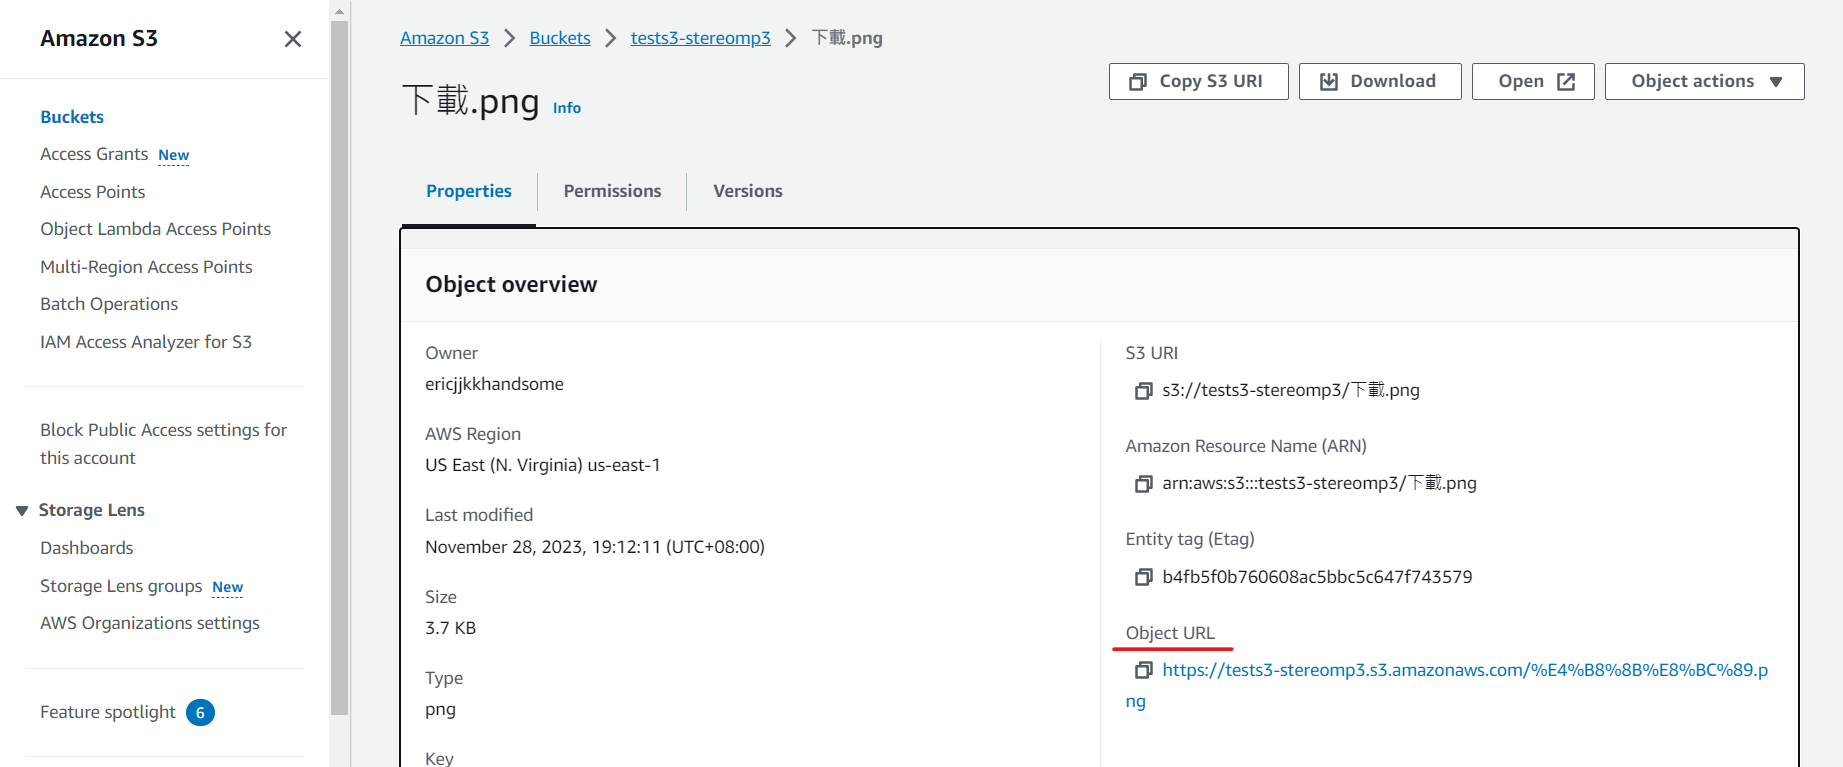 Amazon S3
Buckets
Access Grants New
Access Points
Object Lambda Access Points
Multi-Region Access Points
Batch Operations
IAM Access Analyzer for S3
Block Public Access settings for
this account
Storage Lens
Dashboards
Storage Lens groups New
AWS Organizations settings
Feature spotlight 6
Amazon S3 > Buckets > tests3-stereomp3 > 下載.png
下載.png Info
Copy S3 URI
Download
Open
Object actions
Properties
Permissions
Versions
Object overview
Owner
ericjjkkhandsome
AWS Region
US East (N. Virginia) us-east-1
Last modified
November 28, 2023, 19:12:11 (UTC+08:00)
Size
3.7 KB
Type
png
Key
S3 URI
s3://tests3-stereomp3/下載.png
Amazon Resource Name (ARN)
arn:aws:s3:::tests3-stereomp3/下載.png
Entity tag (Etag)
b4fb5f0b760608ac5bbc5c647f743579
Object URL
https://tests3-stereomp3.s3.amazonaws.com/%E4%B8%8B%E8%BC%89.p
ng